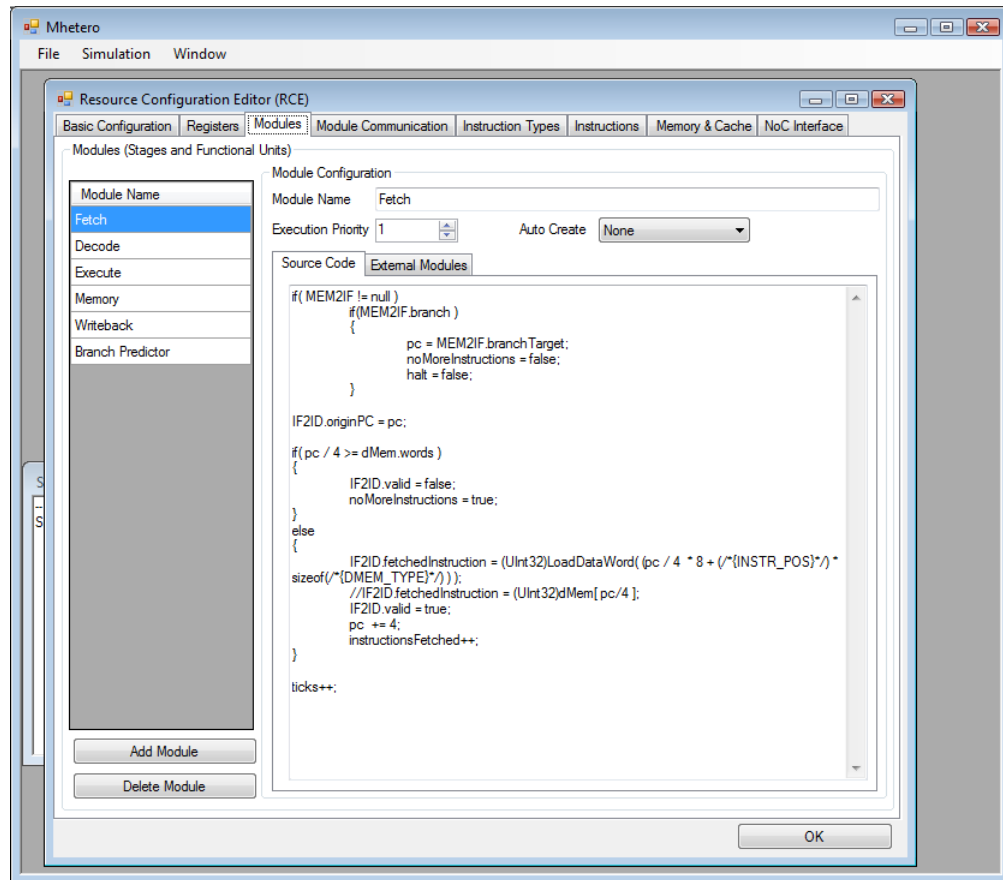 Mhetero
File Simulation Window
Resource Configuration Editor (RCE)
Basic Configuration Registers Modules Module Communication Instruction Types Instructions Memory & Cache NoC Interface
Modules (Stages and Functional Units)
Module Name
Fetch
Decode
Execute
Memory
Writeback
Branch Predictor
Add Module
Delete Module
Module Configuration
Module Name Fetch
Execution Priority 1 Auto Create None
Source Code External Modules
if( MEM2IF != null )
if(MEM2IF.branch )
{
pc = MEM2IF.branchTarget;
noMoreInstructions = false;
halt = false;
}
IF2ID.originPC = pc;
if( pc / 4 >= dMem.words )
{
IF2ID.valid = false;
noMoreInstructions = true;
}
else
{
IF2ID.fetchedInstruction = (UInt32)LoadDataWord( (pc / 4 * 8 + (/*{INSTR_POS}*/) *
sizeof(/*{DMEM_TYPE}*/) ) );
//IF2ID.fetchedInstruction = (UInt32)dMem[ pc/4 ];
IF2ID.valid = true;
pc += 4;
instructionsFetched++;
}
ticks++;
OK
S
S